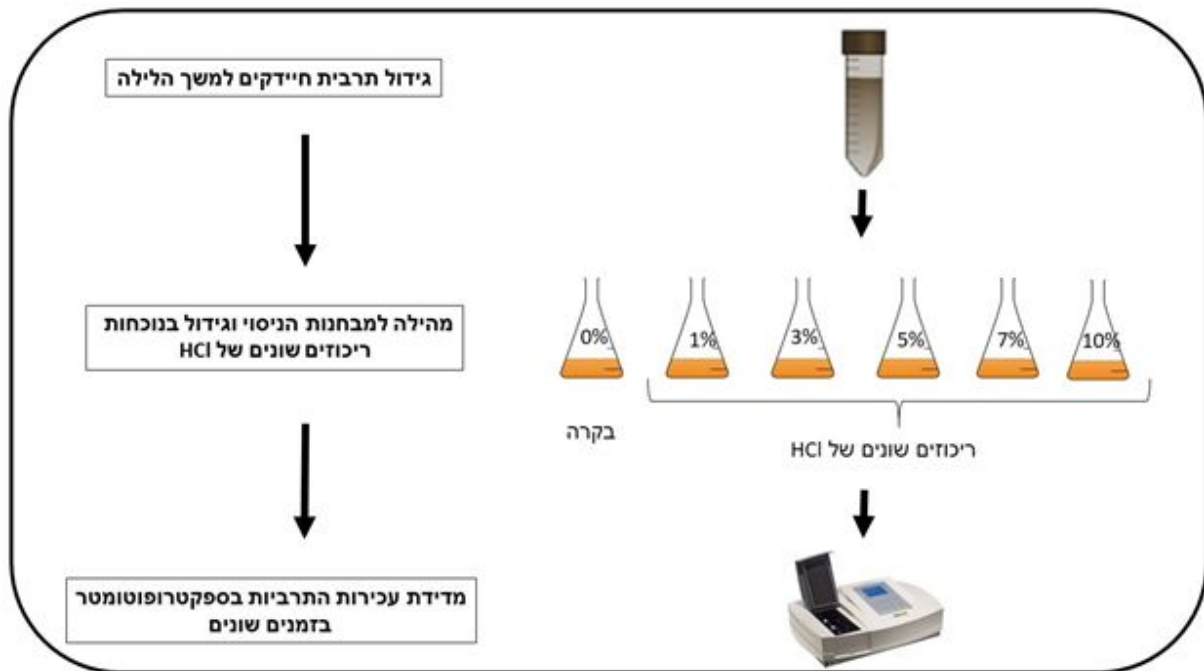 גידול תרבית חיידקים למשך הלילה
מהילה למבחנות הניסוי וגידול בנוכחות
ריכוזים שונים של HCl
0%
1%
3%
5%
7%
10%
בקרה
ריכוזים שונים של HCl
מדידת עכירות התרביות בספקטרופוטומטר
בזמנים שונים